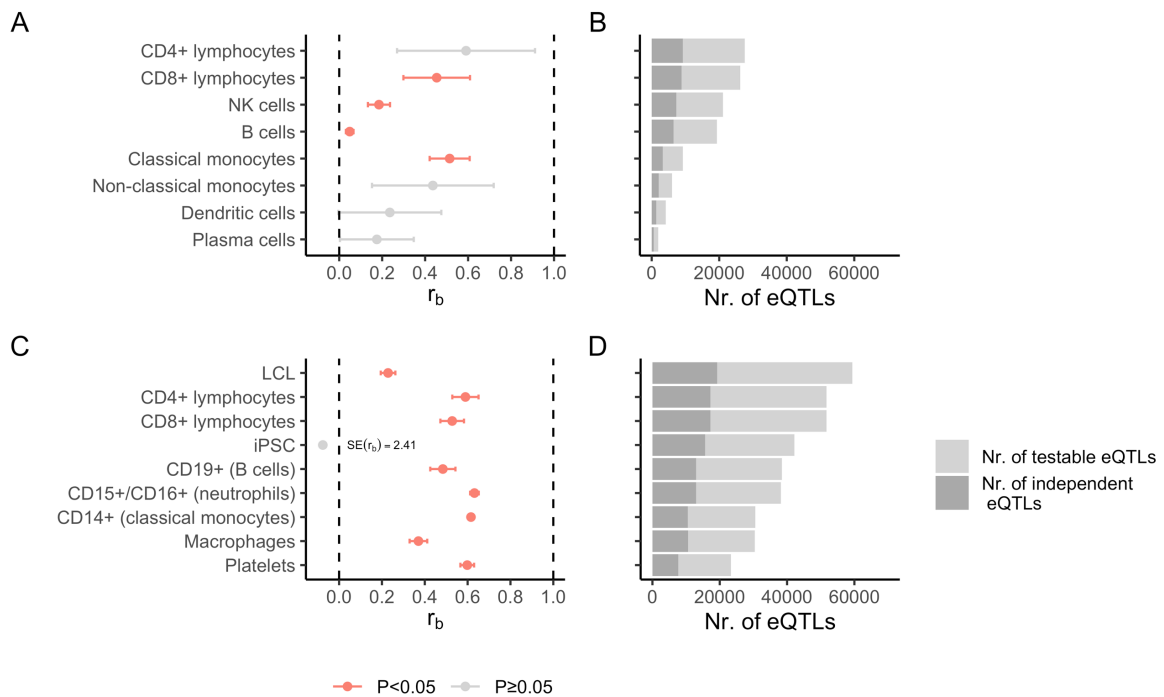 A
CD4+ lymphocytes
CD8+ lymphocytes
NK cells
B cells
Classical monocytes
Non-classical monocytes
Dendritic cells
Plasma cells
0.0 0.2 0.4 0.6 0.8 1.0
rb
B
0 20000 40000 60000
Nr. of eQTLs
C
LCL
CD4+ lymphocytes
CD8+ lymphocytes
iPSC
SE(rb) = 2.41
CD19+ (B cells)
CD15+/CD16+ (neutrophils)
CD14+ (classical monocytes)
Macrophages
Platelets
0.0 0.2 0.4 0.6 0.8 1.0
rb
D
0 20000 40000 60000
Nr. of eQTLs
Nr. of testable eQTLs
Nr. of independent
eQTLs
P<0.05 P≥0.05